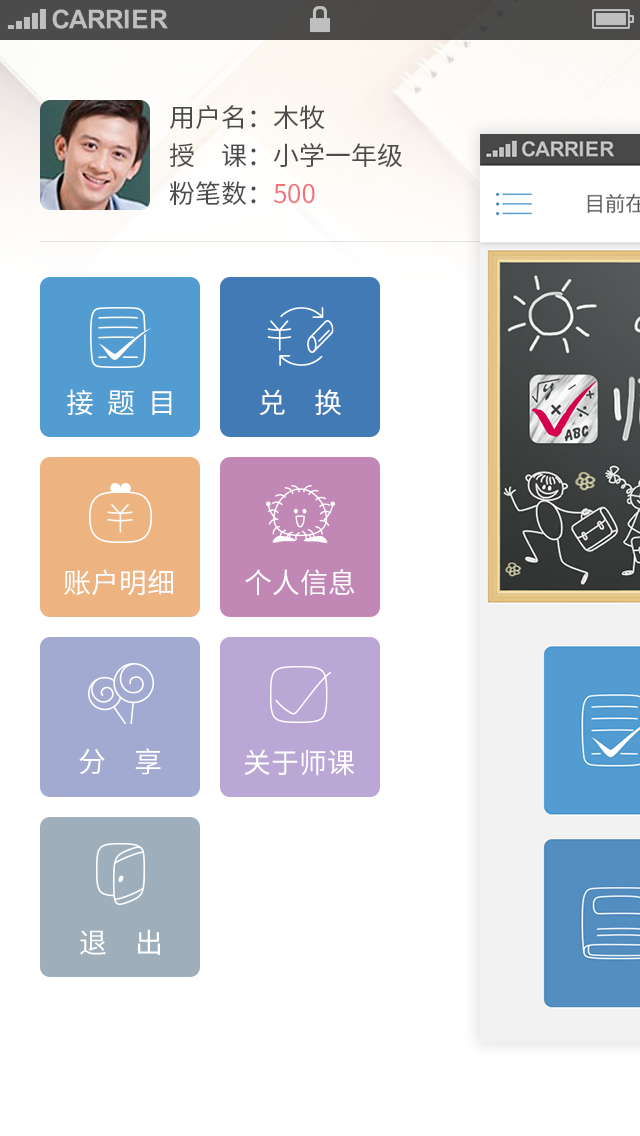 CARRIER
用户名：木牧
授　课：小学一年级
粉笔数：500
CARRIER
目前在
ABC
接 题 目
兑　换
账户明细
个人信息
分　享
关于师课
退　出